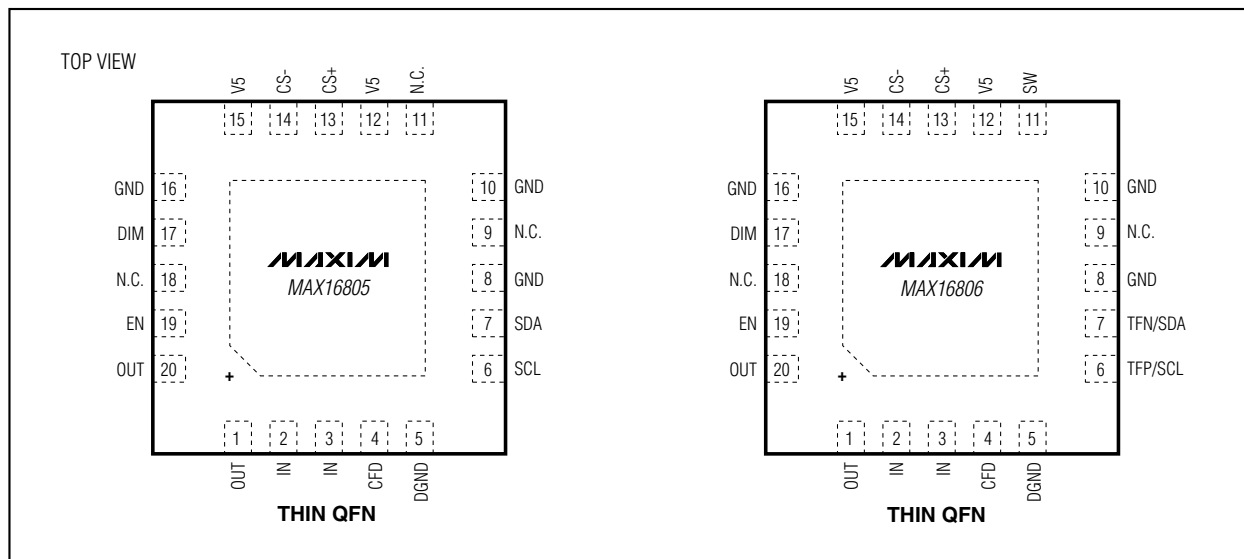 TOP VIEW
V5 CS- CS+ V5 N.C.
15 14 13 12 11
GND 16 10 GND
DIM 17 9 N.C.
MAXIM
MAX16805
N.C. 18 8 GND
EN 19 7 SDA
OUT 20 6 SCL
+
1 2 3 4 5
OUT IN IN CFD DGND
THIN QFN
V5 CS- CS+ V5 SW
15 14 13 12 11
GND 16 10 GND
DIM 17 9 N.C.
MAXIM
MAX16806
N.C. 18 8 GND
EN 19 7 TFN/SDA
OUT 20 6 TFP/SCL
+
1 2 3 4 5
OUT IN IN CFD DGND
THIN QFN